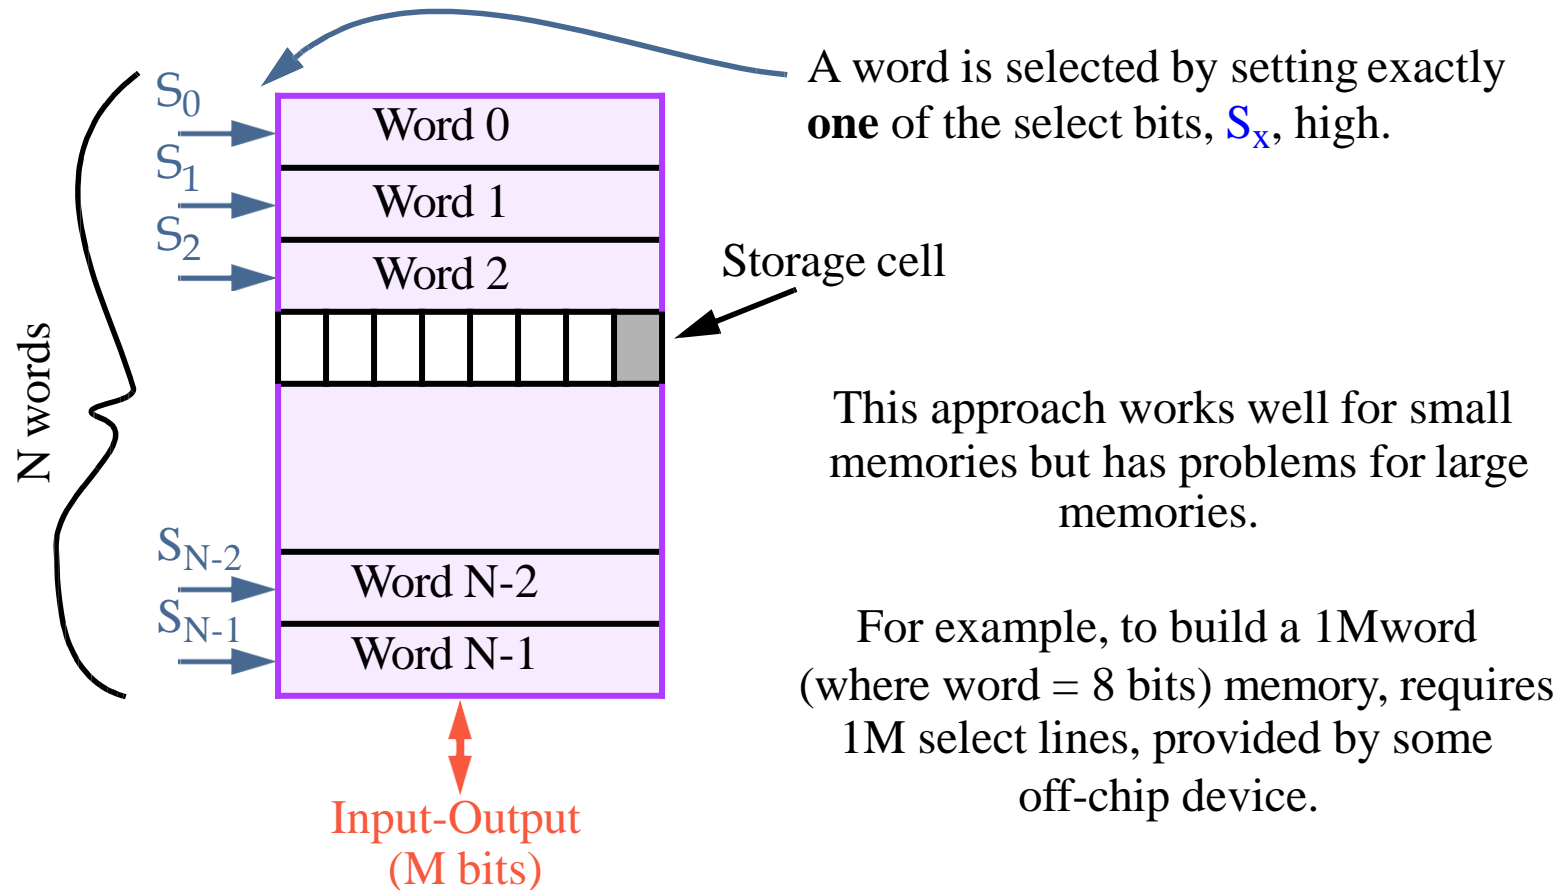 A word is selected by setting exactly
one of the select bits, Sₓ, high.
S₀
Word 0
S₁
Word 1
S₂
Word 2
Storage cell
N words
This approach works well for small
memories but has problems for large
memories.
S_N-2
Word N-2
S_N-1
Word N-1
For example, to build a 1Mword
(where word = 8 bits) memory, requires
1M select lines, provided by some
off-chip device.
Input-Output
(M bits)